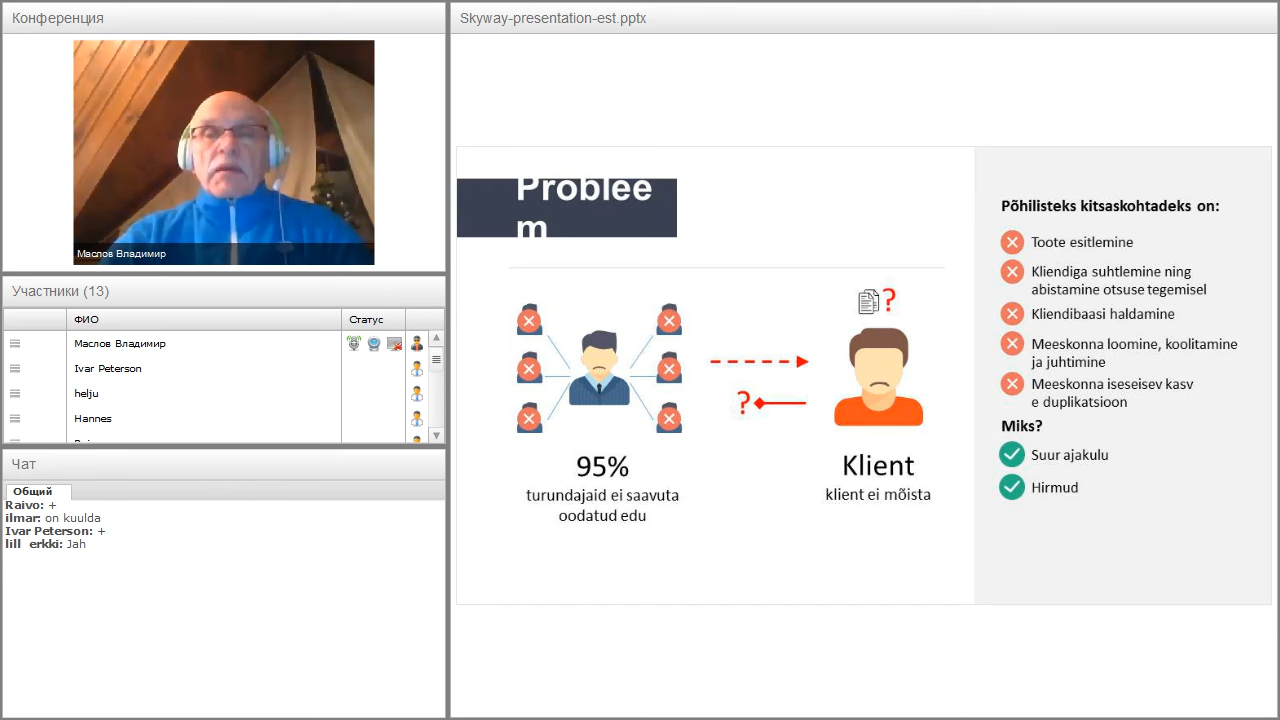 Конференция
Маслов Владимир
Участники (13)
ФИО
Статус
Маслов Владимир
Ivar Peterson
helju
Hannes
Чат
Общий
Raivo: +
ilmar: on kuulda
Ivar Peterson: +
lill_erkki: Jah
Skyway-presentation-est.pptx
Problee
m
95%
turundajaid ei saavuta
oodatud edu
?
?
Klient
klient ei mõista
Põhilisteks kitsaskohtadeks on:
Toote esitlemine
Kliendiga suhtlemine ning
abistamine otsuse tegemisel
Kliendibaasi haldamine
Meeskonna loomine, koolitamine
ja juhtimine
Meeskonna iseseisev kasv
e duplikatsioon
Miks?
Suur ajakulu
Hirmud